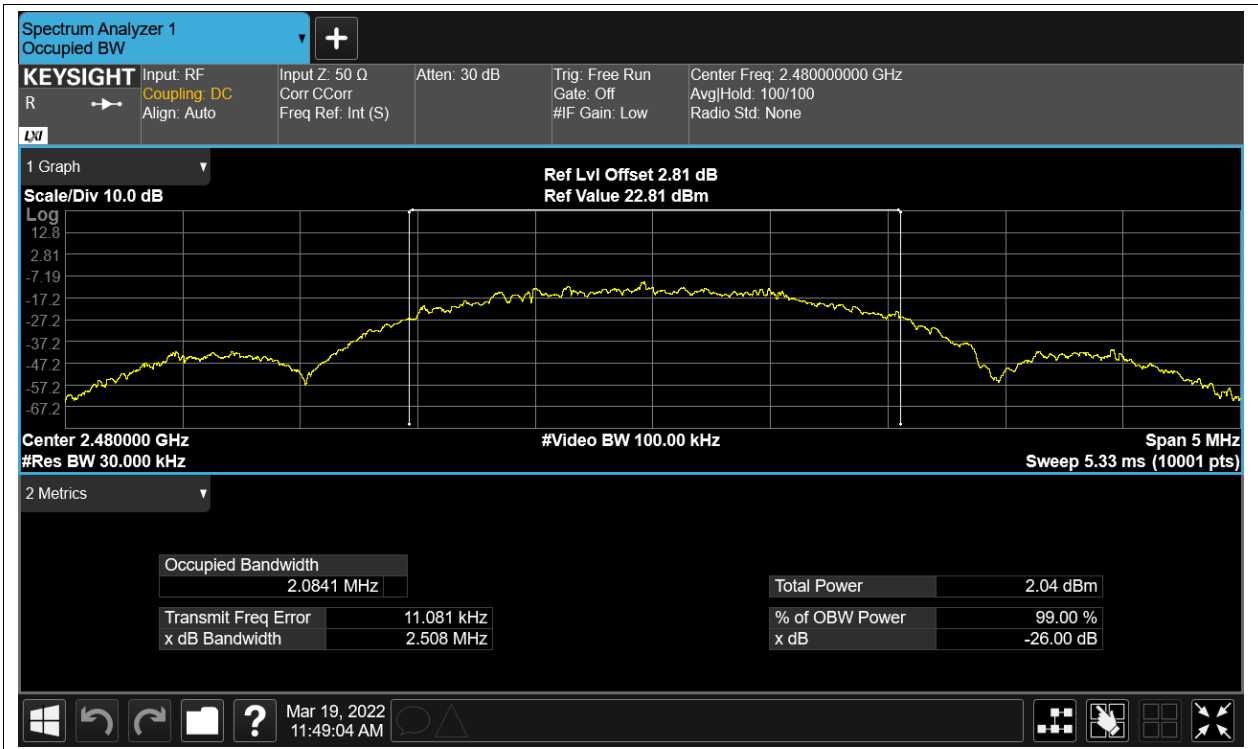 Spectrum Analyzer 1
Occupied BW
KEYSIGHT
R
LXI
Input: RF
Coupling: DC
Align: Auto
Input Z: 50 Ω
Corr CCorr
Freq Ref: Int (S)
Atten: 30 dB
Trig: Free Run
Gate: Off
#IF Gain: Low
Center Freq: 2.480000000 GHz
Avg|Hold: 100/100
Radio Std: None
1 Graph
Scale/Div 10.0 dB
Ref Lvl Offset 2.81 dB
Ref Value 22.81 dBm
Log
12.8
2.81
-7.19
-17.2
-27.2
-37.2
-47.2
-57.2
-67.2
Center 2.480000 GHz
#Res BW 30.000 kHz
#Video BW 100.00 kHz
Span 5 MHz
Sweep 5.33 ms (10001 pts)
2 Metrics
Occupied Bandwidth
2.0841 MHz
Transmit Freq Error 11.081 kHz
x dB Bandwidth 2.508 MHz
Total Power 2.04 dBm
% of OBW Power 99.00 %
x dB -26.00 dB
?
Mar 19, 2022
11:49:04 AM